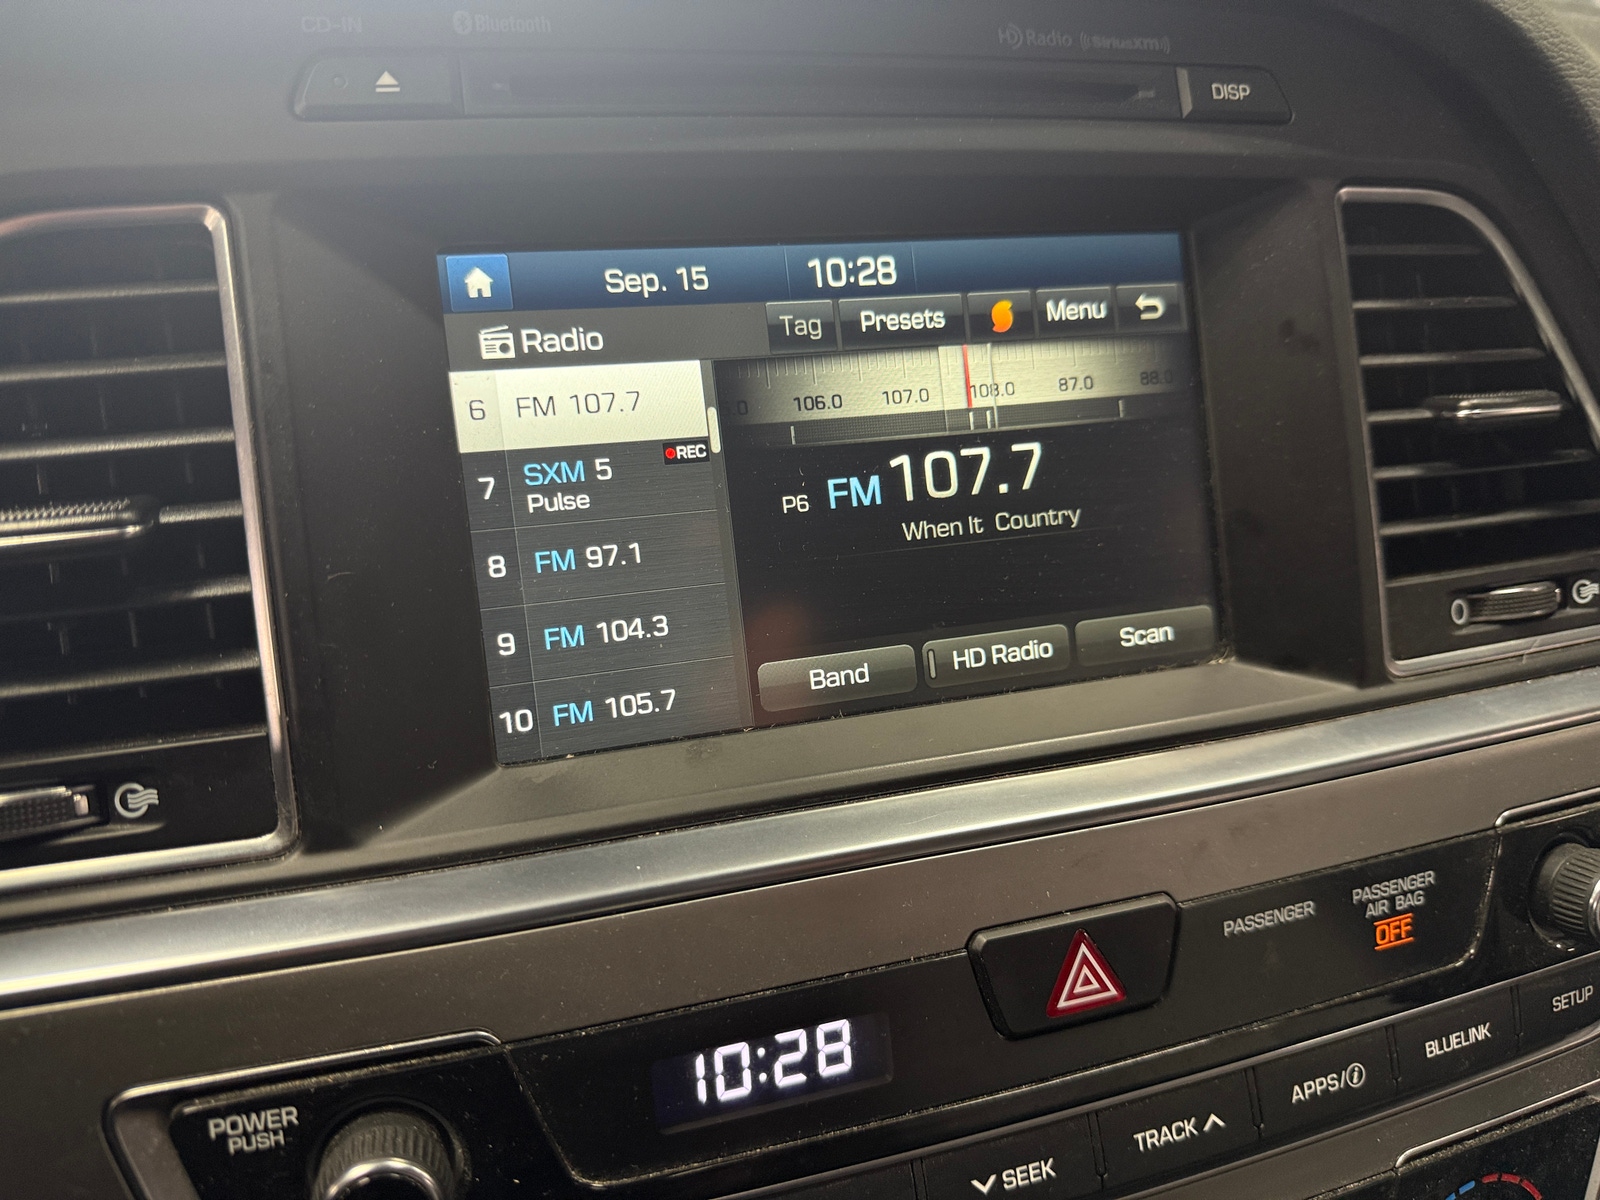 CD-IN
Bluetooth
HD Radio ((SiriusXM))
DISP
Sep. 15
10:28
Radio
Tag
Presets
Menu
6 FM 107.7
REC
7 SXM 5
Pulse
8 FM 97.1
9 FM 104.3
10 FM 105.7
106.0 107.0 108.0 87.0 88.0
P6 FM 107.7
When It Country
Band
HD Radio
Scan
0
PASSENGER
PASSENGER
AIR BAG
OFF
10:28
POWER
PUSH
SEEK
TRACK
APPS/i
BLUELINK
SETUP